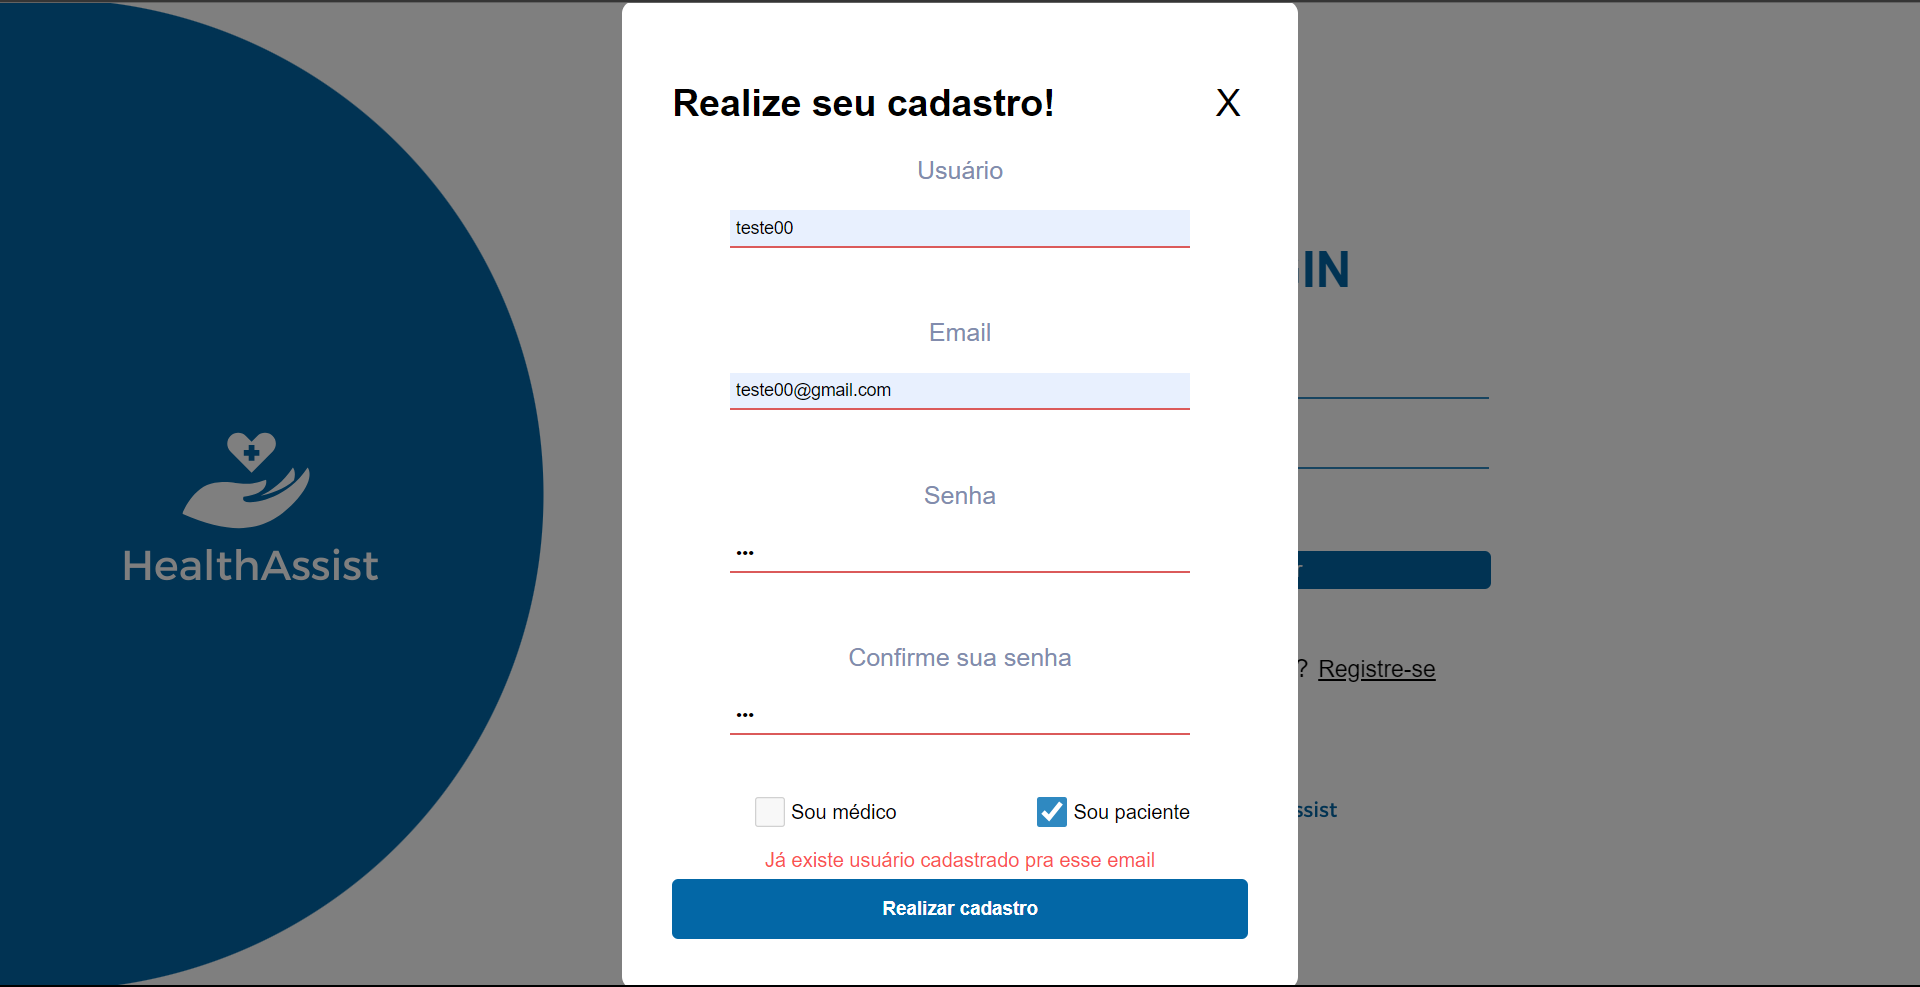 Realize seu cadastro!
X
Usuário
teste00
Email
teste00@gmail.com
Senha
Confirme sua senha
Sou médico
Sou paciente
Já existe usuário cadastrado pra esse email
Realizar cadastro
HealthAssist
IN
? Registre-se
ssist